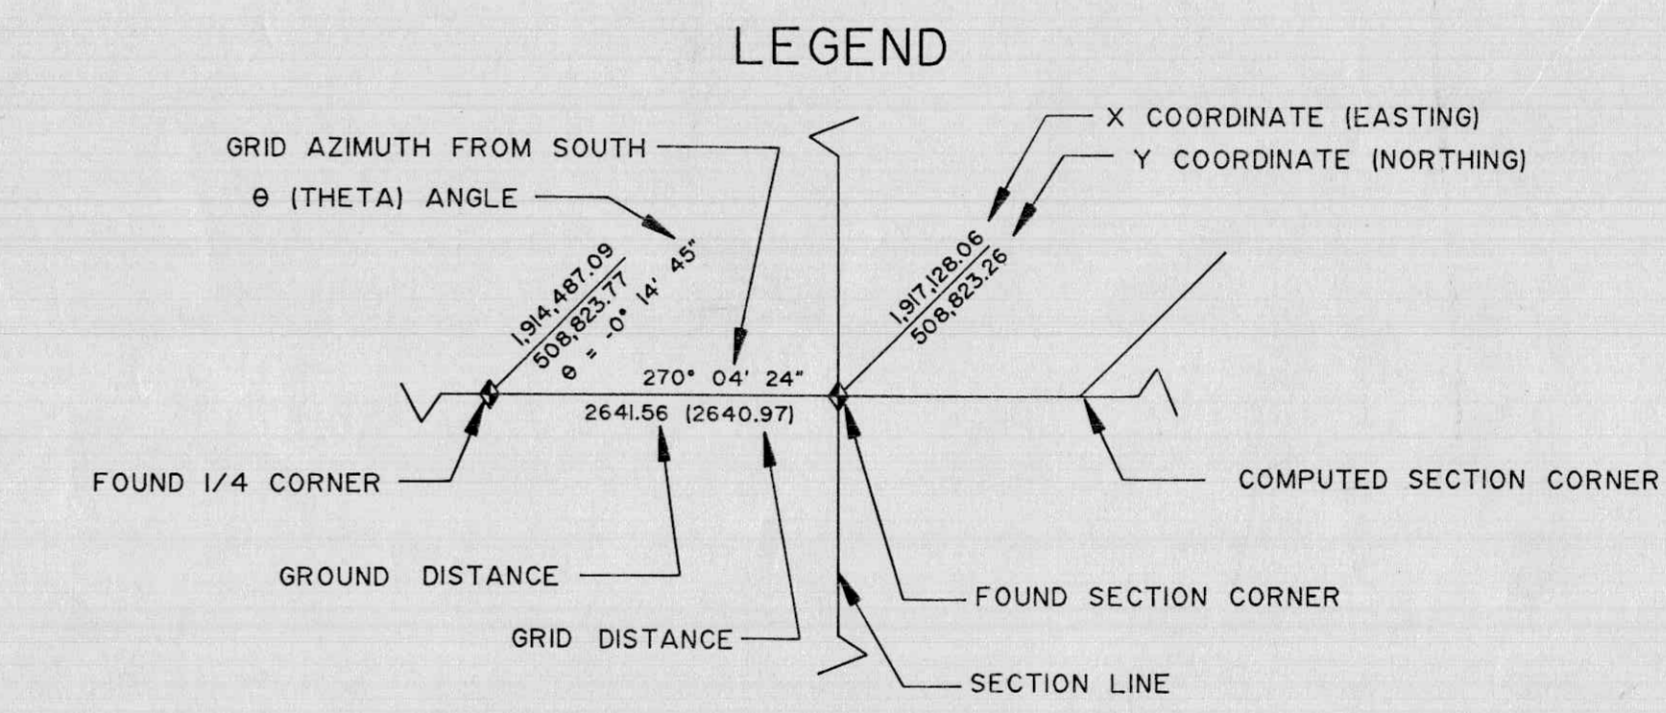 LEGEND
X COORDINATE (EASTING)
GRID AZIMUTH FROM SOUTH
Y COORDINATE (NORTHING)
θ (THETA) ANGLE
1,914,487.09
508,823.77
θ = -0° 14' 45"
1,917,128.06
508,823.26
270° 04' 24"
2641.56 (2640.97)
FOUND 1/4 CORNER
COMPUTED SECTION CORNER
GROUND DISTANCE
FOUND SECTION CORNER
GRID DISTANCE
SECTION LINE